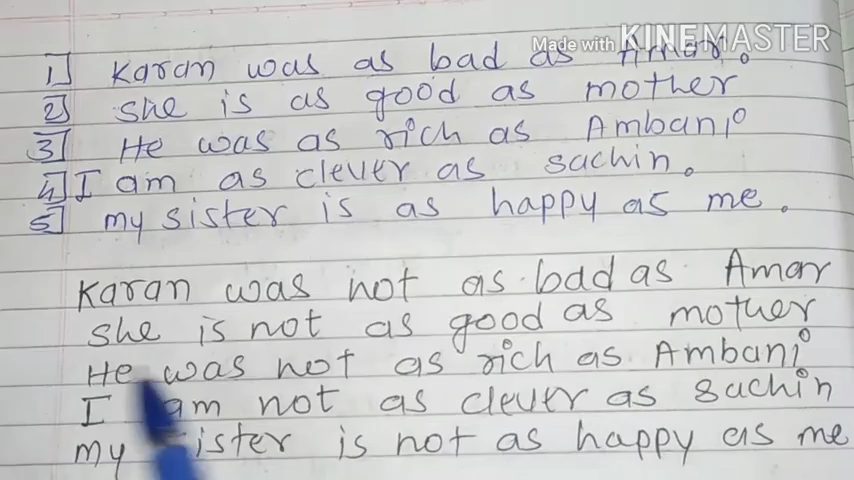 Made with KINEMASTER
1] Karan was as bad as Amar.
2] she is as good as mother
3] He was as rich as Ambani
4] I am as clever as sachin.
5] my sister is as happy as me.
Karan was not as bad as Amar
she is not as good as mother
He was not as rich as Ambani
I am not as clever as sachin
my sister is not as happy as me